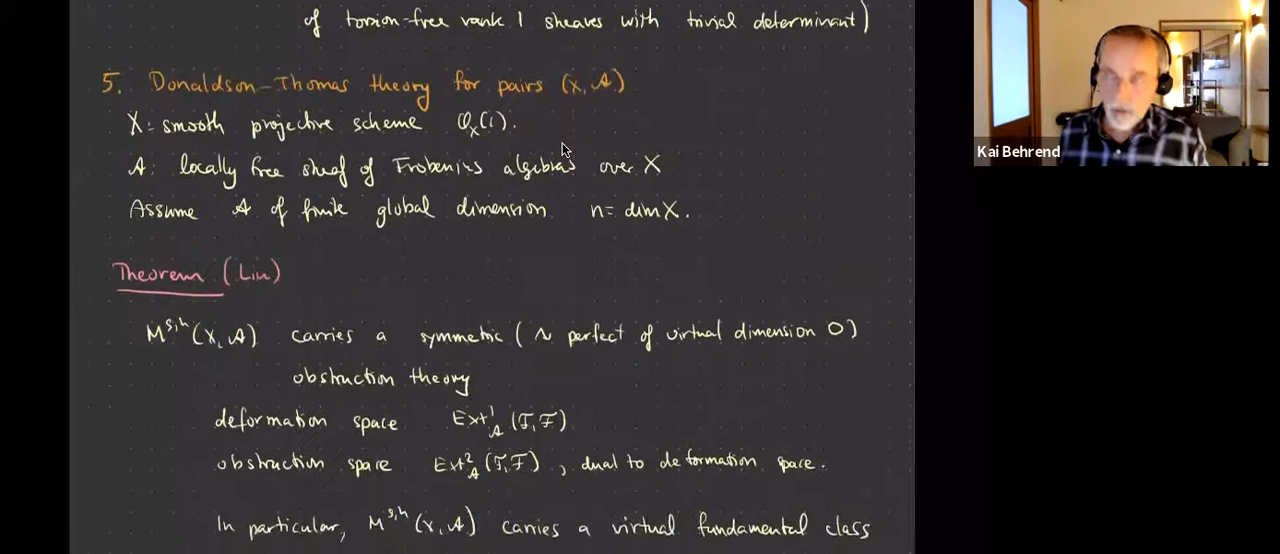 of torsion-free rank 1 sheaves with trivial determinant)
5. Donaldson-Thomas theory for pairs (X, A)
X: smooth projective scheme O_X(1).
A: locally free sheaf of Frobenius algebras over X
Assume A of finite global dimension n = dim X.
Kai Behrend
Theorem (Liu)
M^{s,h}(X, A) carries a symmetric (~ perfect of virtual dimension 0)
obstruction theory
deformation space Ext^1_A (F, F)
obstruction space Ext^2_A (F, F), dual to deformation space.
In particular, M^{s,h}(X, A) carries a virtual fundamental class